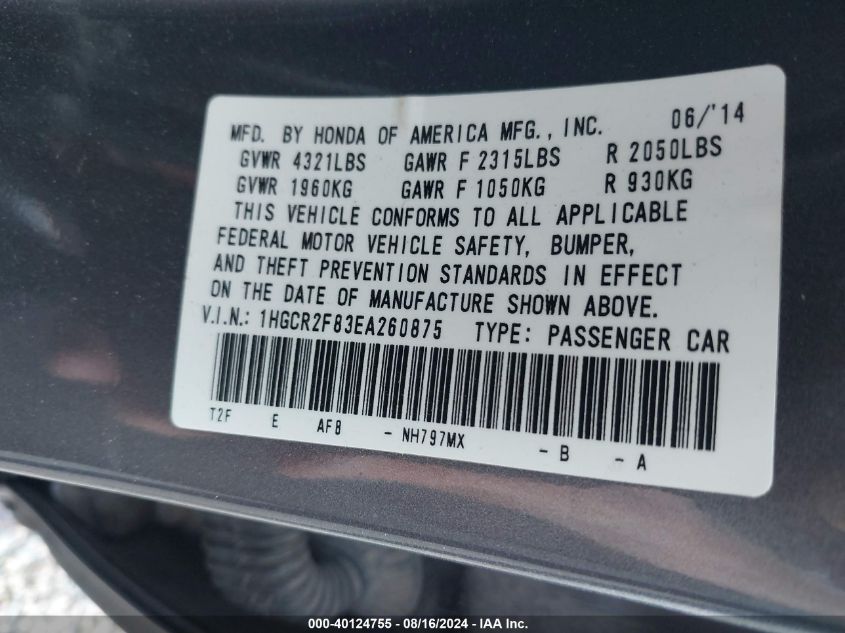 MFD. BY HONDA OF AMERICA MFG., INC. 06/'14
GVWR 4321LBS GAWR F 2315LBS R 2050LBS
GVWR 1960KG GAWR F 1050KG R 930KG
THIS VEHICLE CONFORMS TO ALL APPLICABLE
FEDERAL MOTOR VEHICLE SAFETY, BUMPER,
AND THEFT PREVENTION STANDARDS IN EFFECT
ON THE DATE OF MANUFACTURE SHOWN ABOVE.
V.I.N.: 1HGCR2F83EA260875 TYPE: PASSENGER CAR
T2F E AF8 - NH797MX - B - A
000-40124755 - 08/16/2024 - IAA Inc.